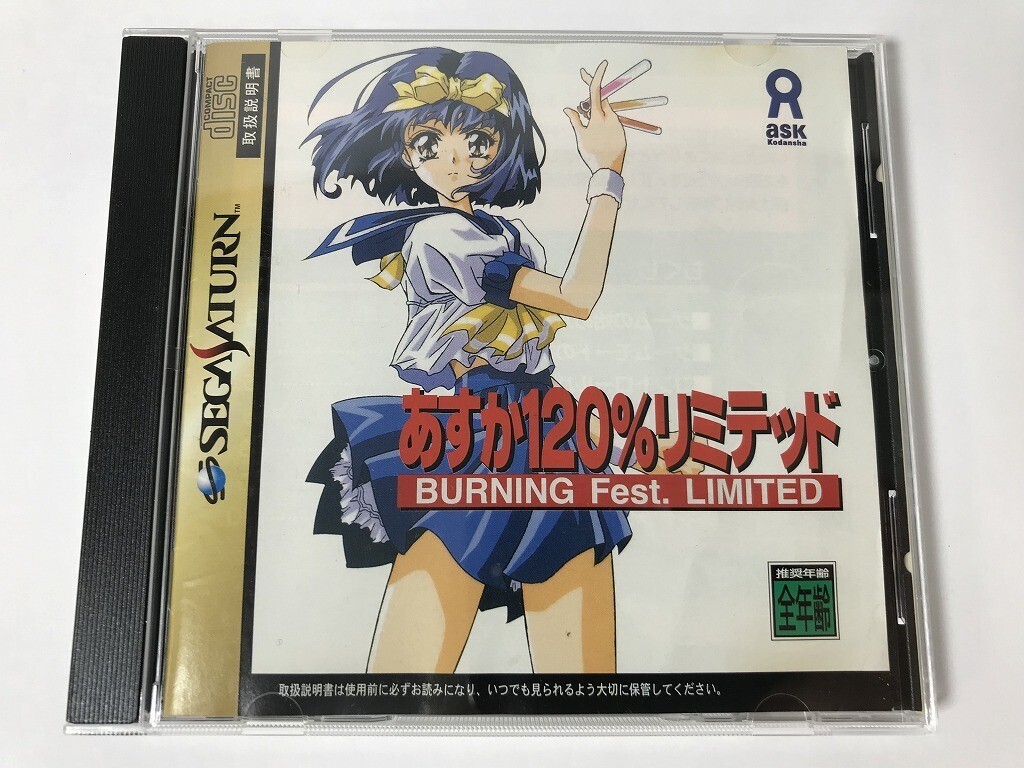 COMPACT
disc
取扱説明書
SEGA SATURN™
ask
Kodansha
あすか120%リミテッド
BURNING Fest. LIMITED
推奨年齢
全年齢
取扱説明書は使用前に必ずお読みになり、いつでも見られるよう大切に保管してください。